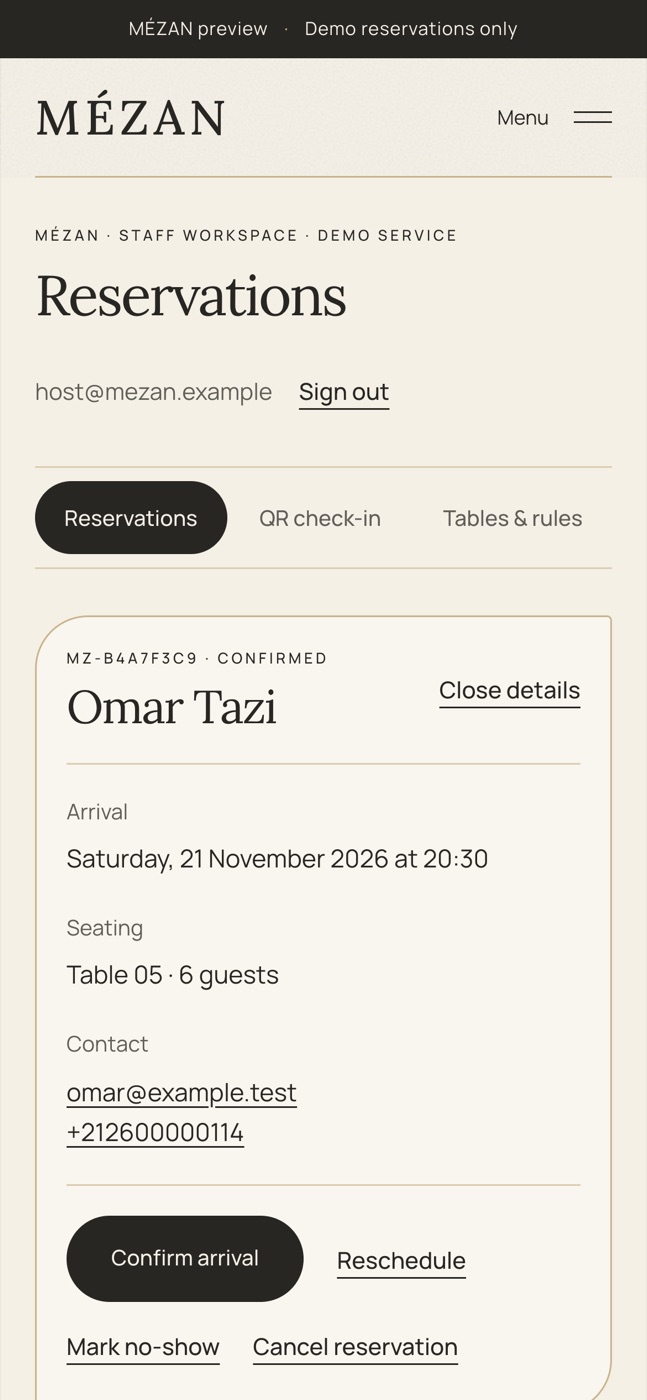 MÉZAN preview · Demo reservations only
MÉZAN
Menu
MÉZAN · STAFF WORKSPACE · DEMO SERVICE
Reservations
host@mezan.example Sign out
Reservations QR check-in Tables & rules
MZ-B4A7F3C9 · CONFIRMED
Omar Tazi
Close details
Arrival
Saturday, 21 November 2026 at 20:30
Seating
Table 05 · 6 guests
Contact
omar@example.test
+212600000114
Confirm arrival Reschedule
Mark no-show Cancel reservation